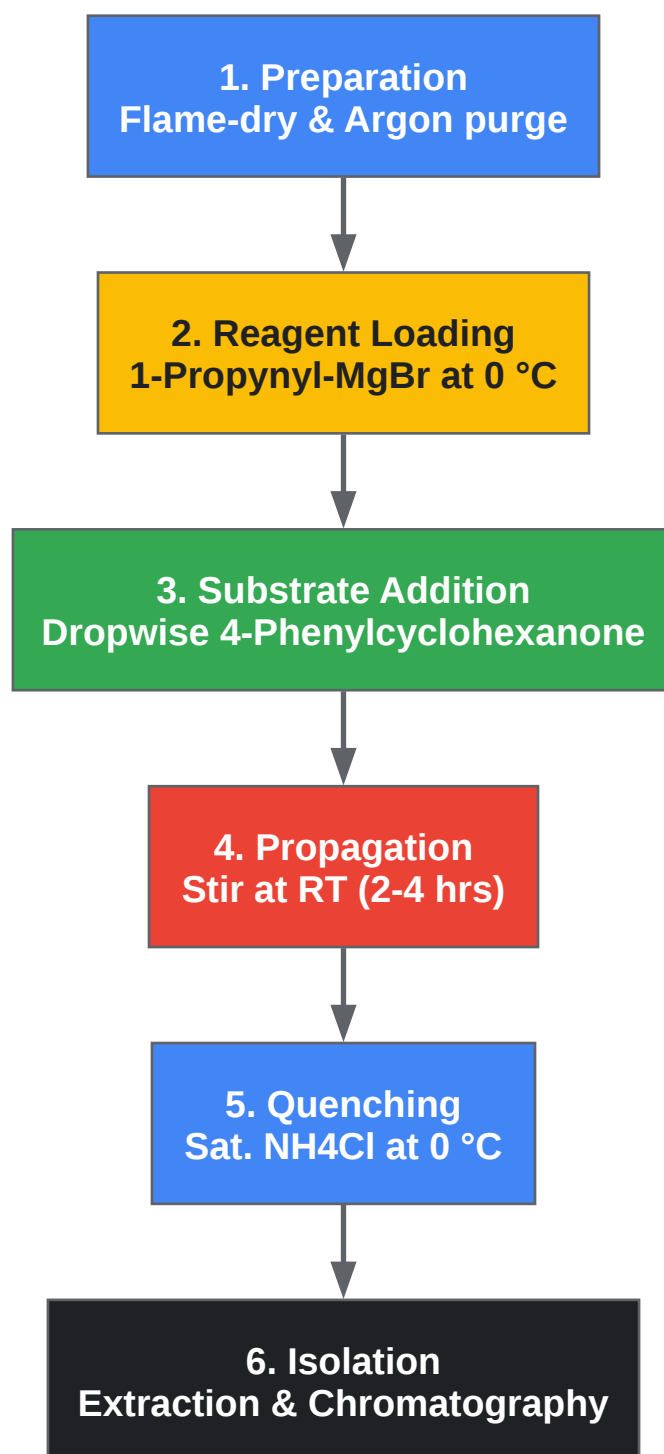 1. Preparation
Flame-dry & Argon purge
2. Reagent Loading
1-Propynyl-MgBr at 0 °C
3. Substrate Addition
Dropwise 4-Phenylcyclohexanone
4. Propagation
Stir at RT (2-4 hrs)
5. Quenching
Sat. NH4Cl at 0 °C
6. Isolation
Extraction & Chromatography